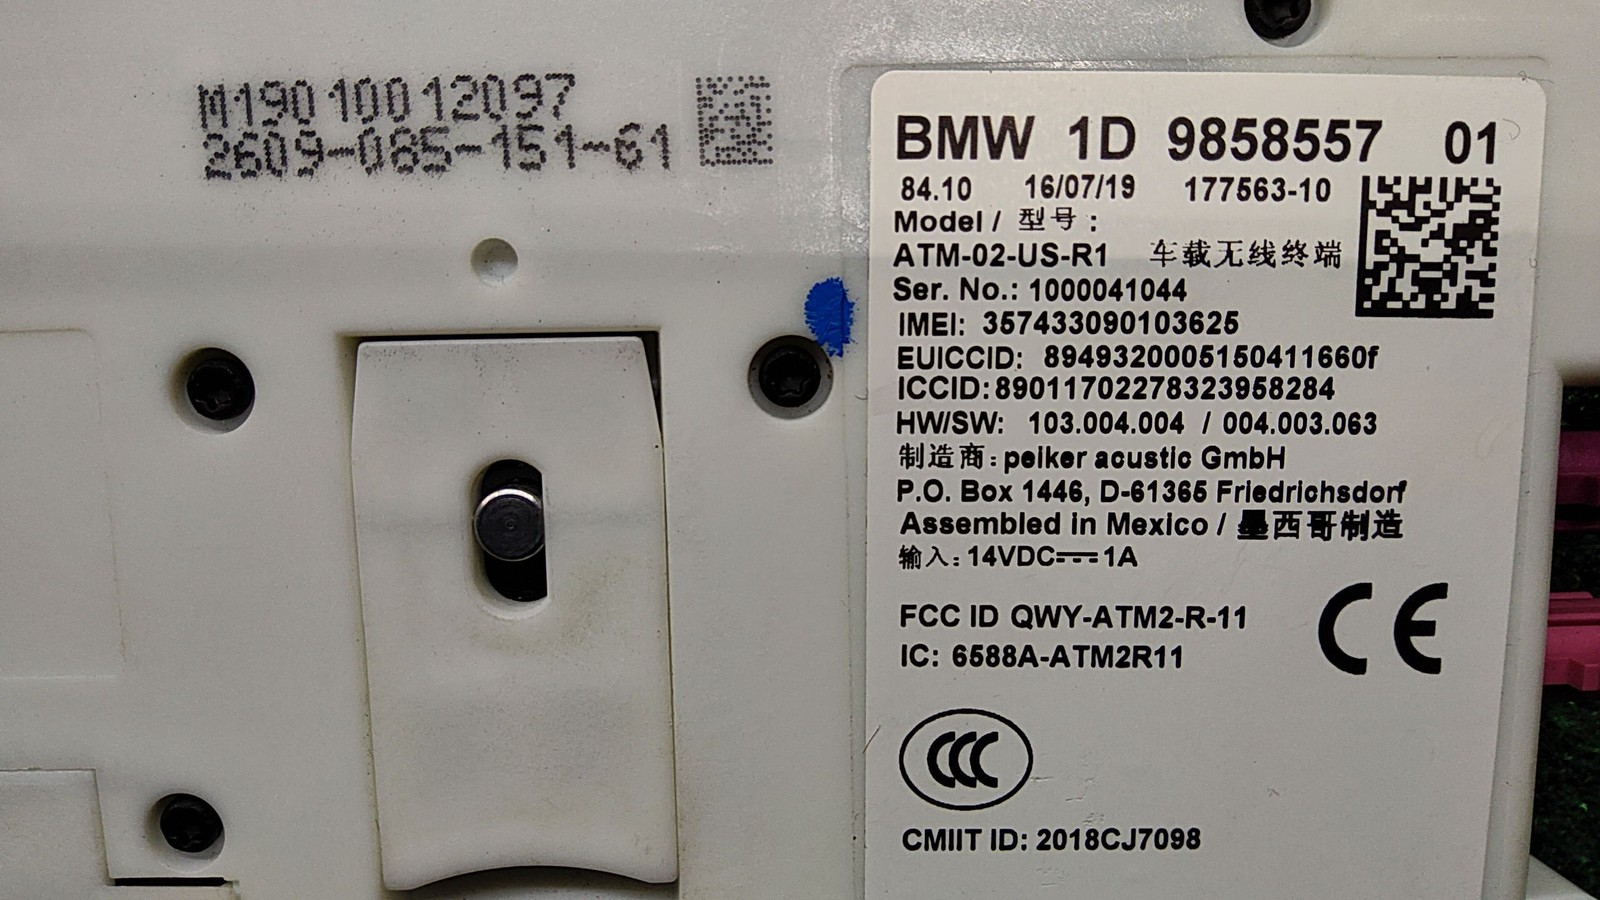 M19010012097
2609-065-151-61
BMW 1D 9858557 01
84.10 16/07/19 177563-10
Model / 型号 :
ATM-02-US-R1 车载无线终端
Ser. No.: 1000041044
IMEI: 357433090103625
EUICCID: 8949320005150411660f
ICCID:89011702278323958284
HW/SW: 103.004.004 / 004.003.063
制造商: peiker acustic GmbH
P.O. Box 1446, D-61365 Friedrichsdorf
Assembled in Mexico / 墨西哥制造
输入: 14VDC⎓1A
FCC ID QWY-ATM2-R-11
IC: 6588A-ATM2R11
CE
CCC
CMIIT ID: 2018CJ7098